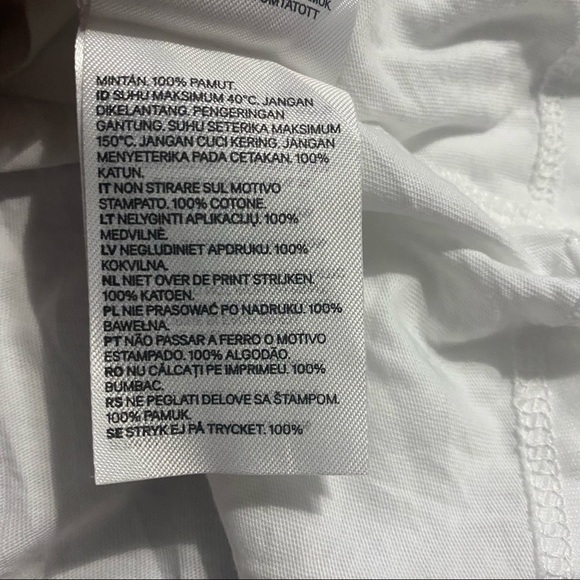 MINTÁN. 100% PAMUT.
ID SUHU MAKSIMUM 40°C. JANGAN
DIKELANTANG. PENGERINGAN
GANTUNG. SUHU SETERIKA MAKSIMUM
150°C. JANGAN CUCI KERING. JANGAN
MENYETERIKA PADA CETAKAN. 100%
KATUN.
IT NON STIRARE SUL MOTIVO
STAMPATO. 100% COTONE.
LT NELYGINTI APLIKACIJŲ. 100%
MEDVILNĖ.
LV NEGLUDINIET APDRUKU. 100%
KOKVILNA.
NL NIET OVER DE PRINT STRIJKEN.
100% KATOEN.
PL NIE PRASOWAĆ PO NADRUKU. 100%
BAWEŁNA.
PT NÃO PASSAR A FERRO O MOTIVO
ESTAMPADO. 100% ALGODÃO.
RO NU CĂLCAȚI PE IMPRIMEU. 100%
BUMBAC.
RS NE PEGLATI DELOVE SA ŠTAMPOM.
100% PAMUK.
SE STRYK EJ PÅ TRYCKET. 100%